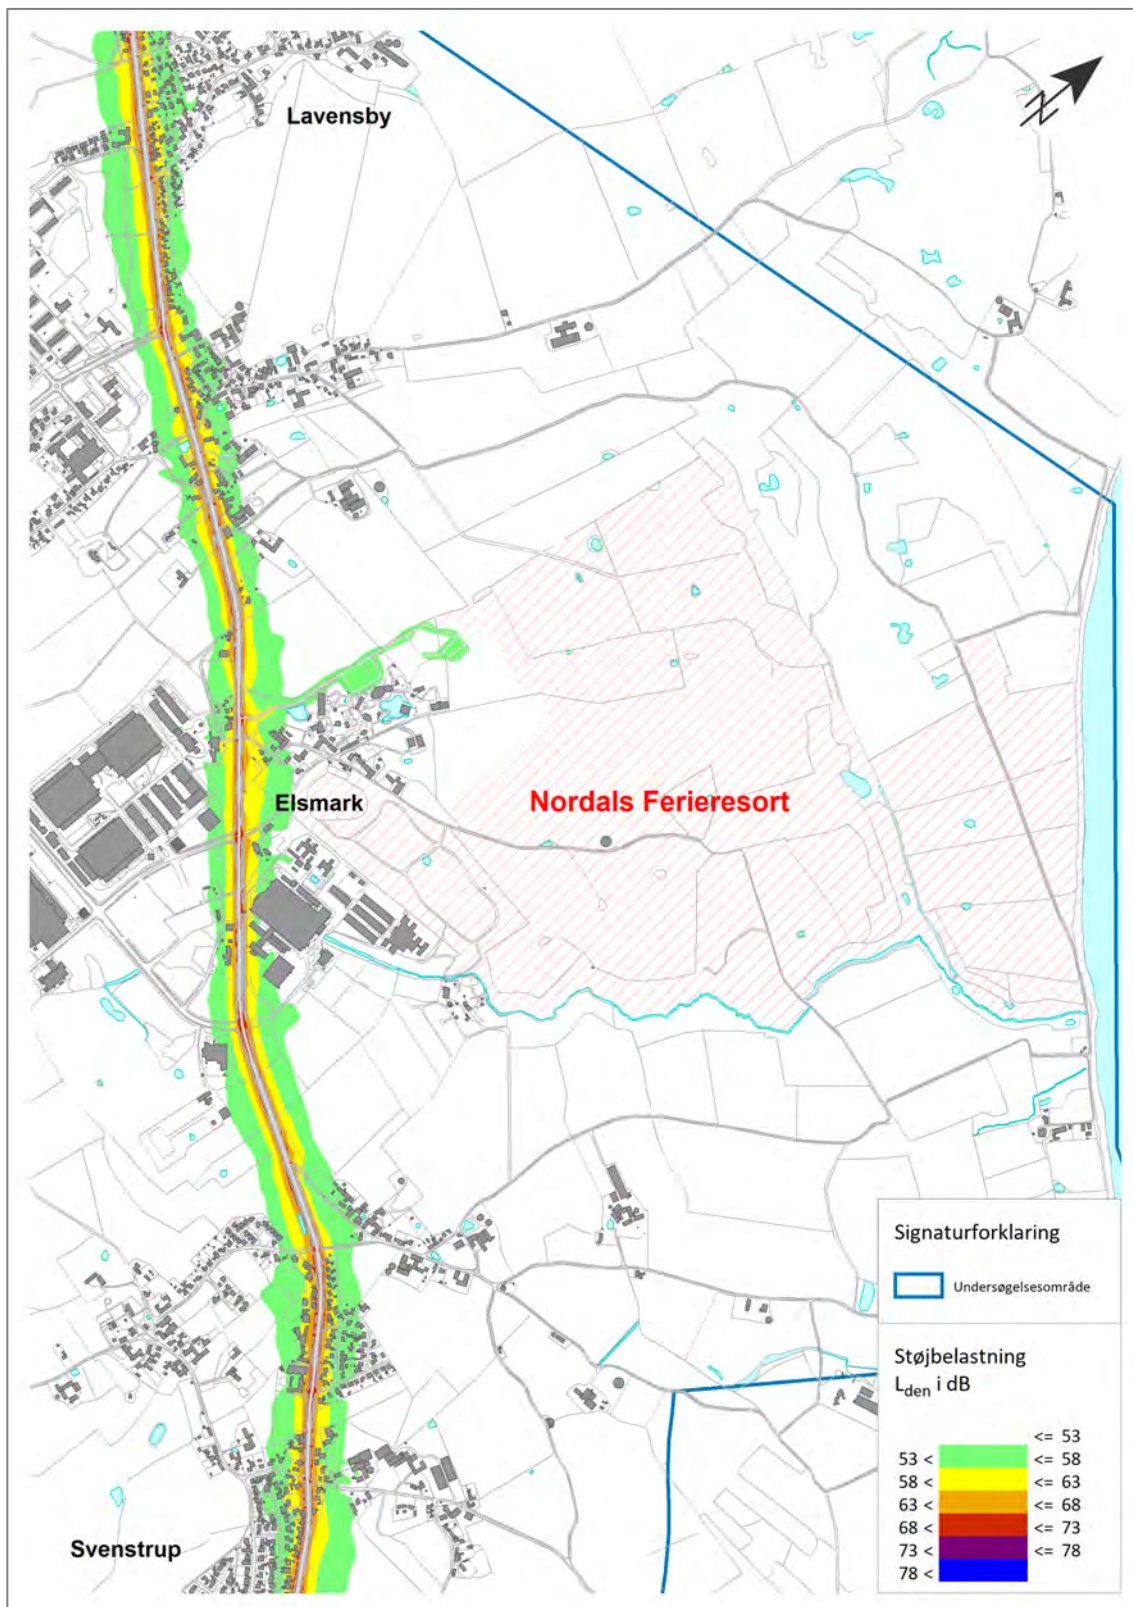 Lavensby
N
Elsmark
Nordals Ferieresort
Svenstrup
Signaturforklaring
Undersøgelsesområde
Støjbelastning
Lden i dB
<= 53
53 < <= 58
58 < <= 63
63 < <= 68
68 < <= 73
73 < <= 78
78 <